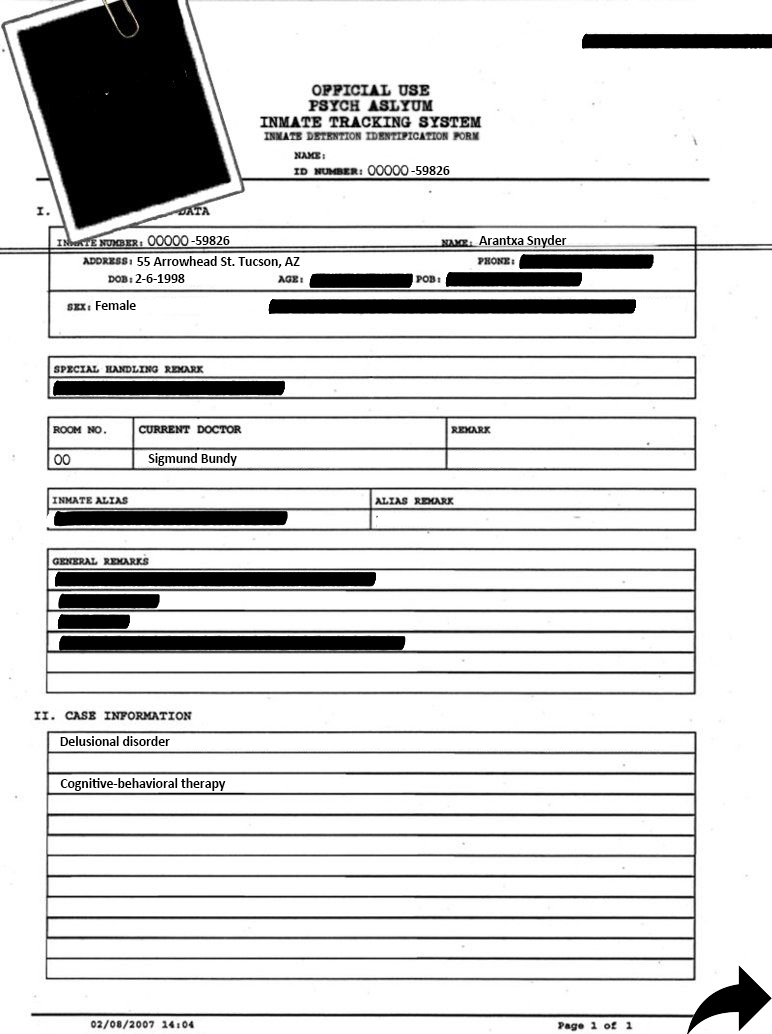 OFFICIAL USE
PSYCH ASLYUM
INMATE TRACKING SYSTEM
INMATE DETENTION IDENTIFICATION FORM
NAME:
ID NUMBER: 00000 -59826
I. DATA
INMATE NUMBER: 00000 -59826 NAME: Arantxa Snyder
ADDRESS: 55 Arrowhead St. Tucson, AZ PHONE:
DOB: 2-6-1998 AGE: POB:
SEX: Female
SPECIAL HANDLING REMARK
ROOM NO. CURRENT DOCTOR REMARK
00 Sigmund Bundy
INMATE ALIAS ALIAS REMARK
GENERAL REMARKS
II. CASE INFORMATION
Delusional disorder
Cognitive-behavioral therapy
02/08/2007 14:04 Page 1 of 1